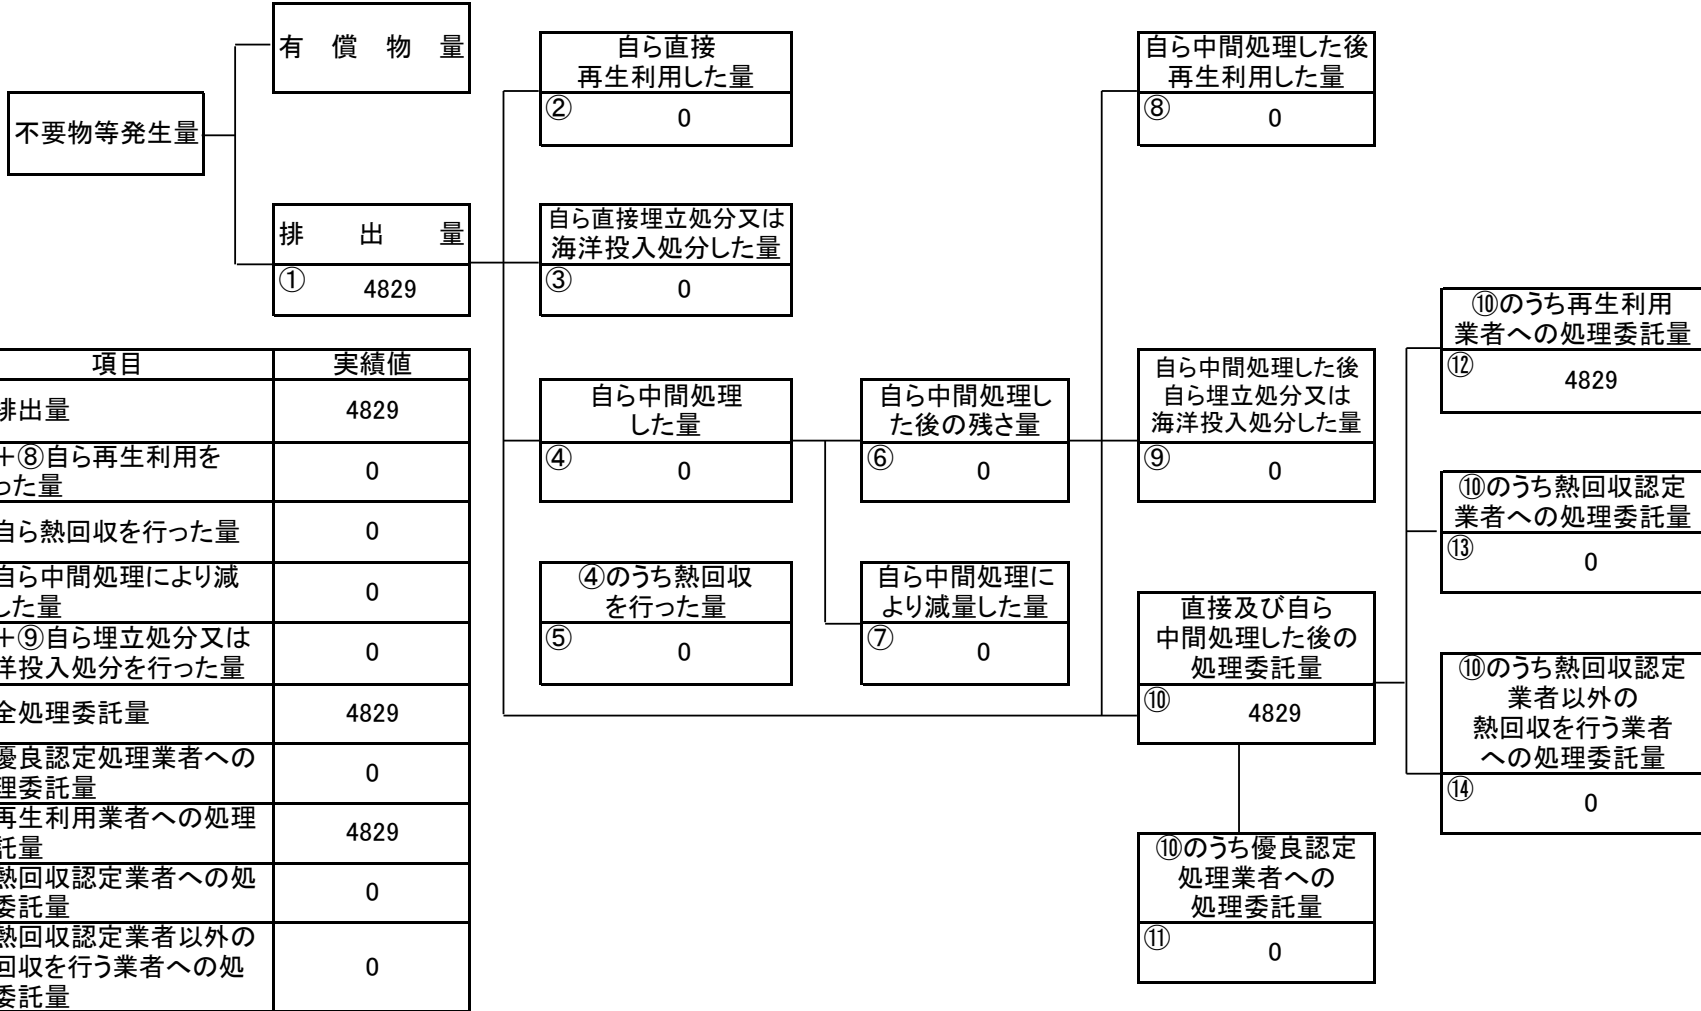 有 償 物 量
不要物等発生量
排 出 量
① 4829
自ら直接
再生利用した量
② 0
自ら直接埋立処分又は
海洋投入処分した量
③ 0
自ら中間処理
した量
④ 0
④のうち熱回収
を行った量
⑤ 0
自ら中間処理し
た後の残さ量
⑥ 0
自ら中間処理に
より減量した量
⑦ 0
自ら中間処理した後
再生利用した量
⑧ 0
自ら中間処理した後
自ら埋立処分又は
海洋投入処分した量
⑨ 0
直接及び自ら
中間処理した後の
処理委託量
⑩ 4829
⑩のうち優良認定
処理業者への
処理委託量
⑪ 0
⑩のうち再生利用
業者への処理委託量
⑫ 4829
⑩のうち熱回収認定
業者への処理委託量
⑬ 0
⑩のうち熱回収認定
業者以外の
熱回収を行う業者
への処理委託量
⑭ 0
項目 実績値
排出量 4829
+⑧自ら再生利用を
った量 0
自ら熱回収を行った量 0
自ら中間処理により減
した量 0
+⑨自ら埋立処分又は
洋投入処分を行った量 0
全処理委託量 4829
優良認定処理業者への
理委託量 0
再生利用業者への処理
託量 4829
熱回収認定業者への処
委託量 0
熱回収認定業者以外の
回収を行う業者への処
委託量 0